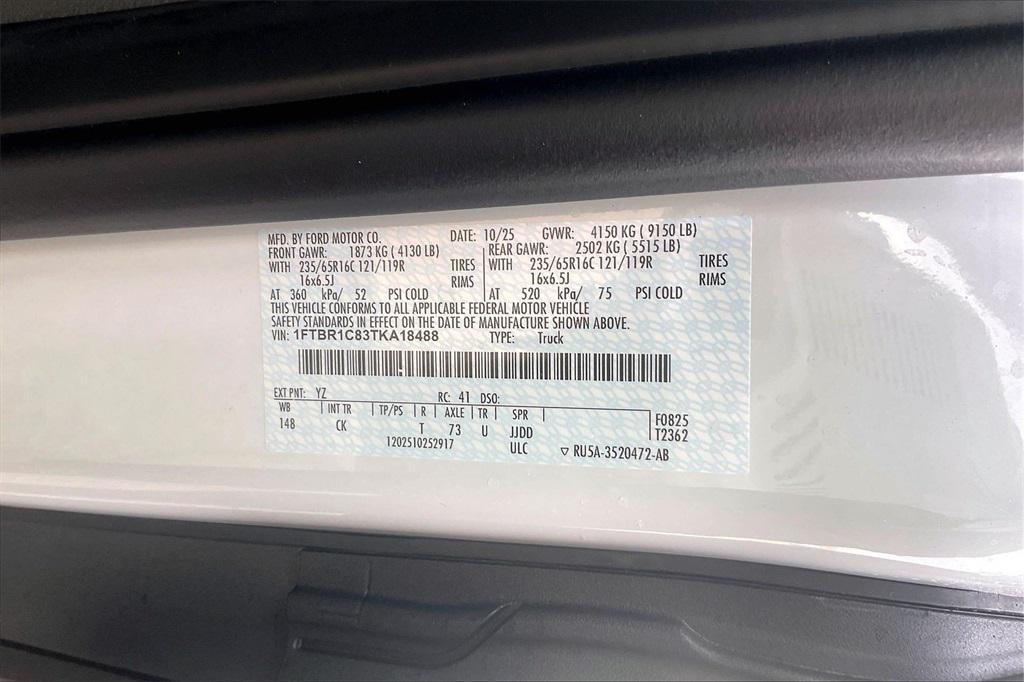 MFD. BY FORD MOTOR CO. DATE: 10/25 GVWR: 4150 KG ( 9150 LB)
FRONT GAWR: 1873 KG ( 4130 LB) REAR GAWR: 2502 KG ( 5515 LB)
WITH 235/65R16C 121/119R TIRES WITH 235/65R16C 121/119R TIRES
16x6.5J RIMS 16x6.5J RIMS
AT 360 kPa/ 52 PSI COLD AT 520 kPa/ 75 PSI COLD
THIS VEHICLE CONFORMS TO ALL APPLICABLE FEDERAL MOTOR VEHICLE
SAFETY STANDARDS IN EFFECT ON THE DATE OF MANUFACTURE SHOWN ABOVE.
VIN: 1FTBR1C83TKA18488 TYPE: Truck
EXT PNT: YZ RC: 41 DSO:
WB INT TR TP/PS R AXLE TR SPR F0825
148 CK T 73 U JJDD T2362
1202510252917 ULC RU5A-3520472-AB